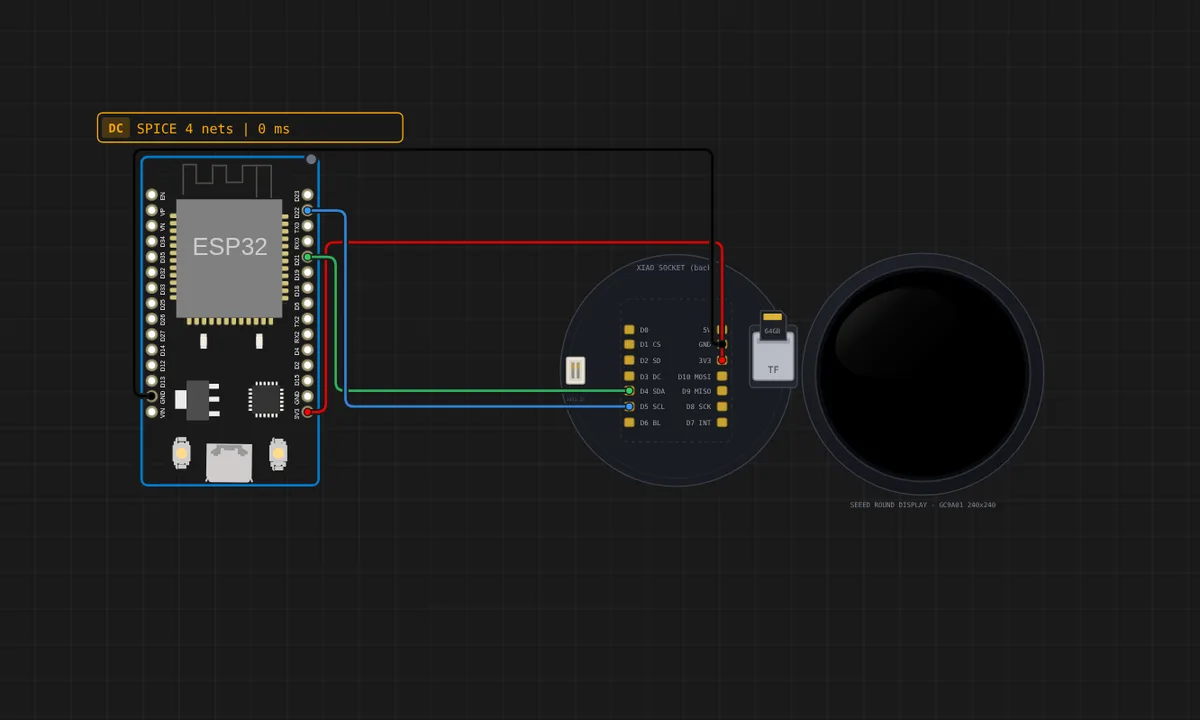 DC SPICE 4 nets | 0 ms
ESP32
EN
VP
VN
D34
D35
D32
D33
D25
D26
D27
D14
D12
D13
GND
VIN
D23
D22
TX0
RX0
D21
D19
D18
D5
TX2
RX2
D4
D2
D15
GND
3V3
XIAO SOCKET (back
D0 5V
D1 CS GND
D2 SD 3V3
D3 DC D10 MOSI
D4 SDA D9 MISO
D5 SCL D8 SCK
D6 BL D7 INT
64GB
TF
SEEED ROUND DISPLAY - GC9A01 240x240